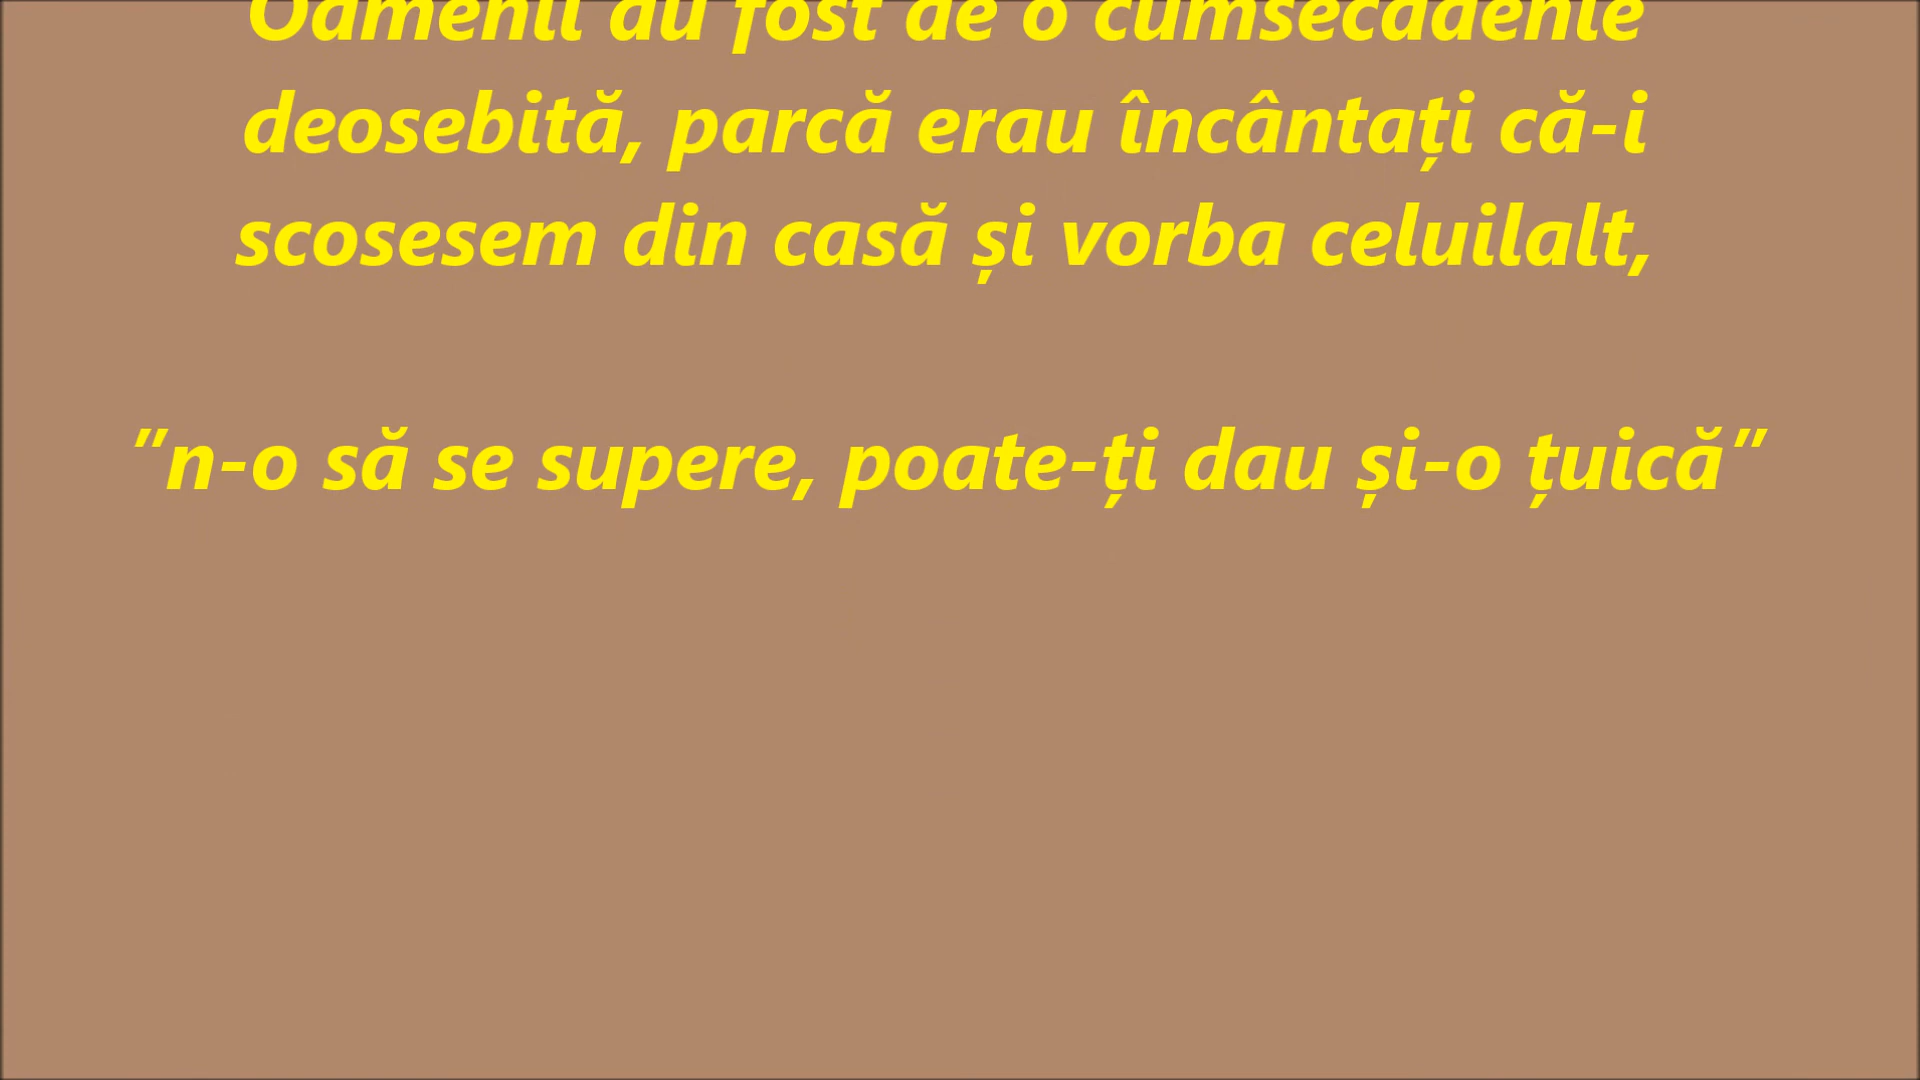 Oamenii au fost de o cumsecădenie
deosebită, parcă erau încântați că-i
scosesem din casă și vorba celuilalt,
”n-o să se supere, poate-ți dau și-o țuică”